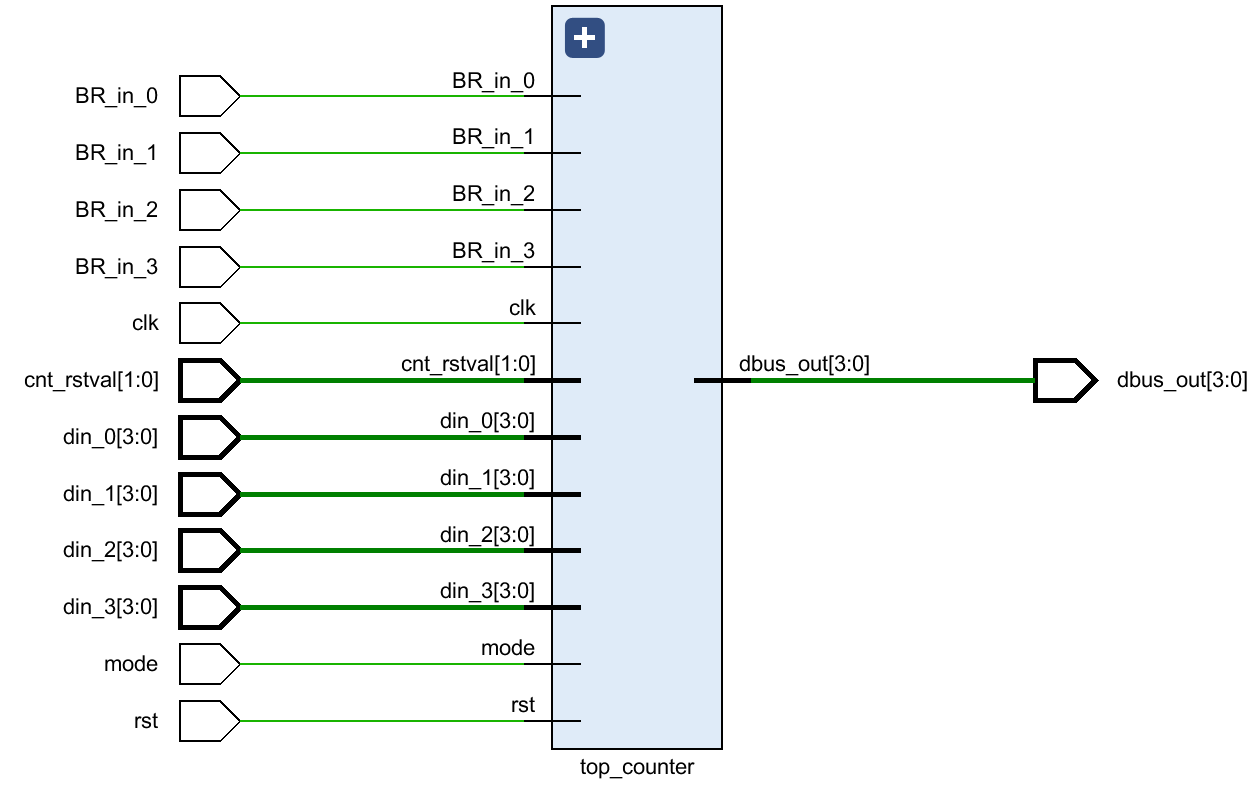 BR_in_0 BR_in_0
BR_in_1 BR_in_1
BR_in_2 BR_in_2
BR_in_3 BR_in_3
clk clk
cnt_rstval[1:0] cnt_rstval[1:0] dbus_out[3:0] dbus_out[3:0]
din_0[3:0] din_0[3:0]
din_1[3:0] din_1[3:0]
din_2[3:0] din_2[3:0]
din_3[3:0] din_3[3:0]
mode mode
rst rst
top_counter